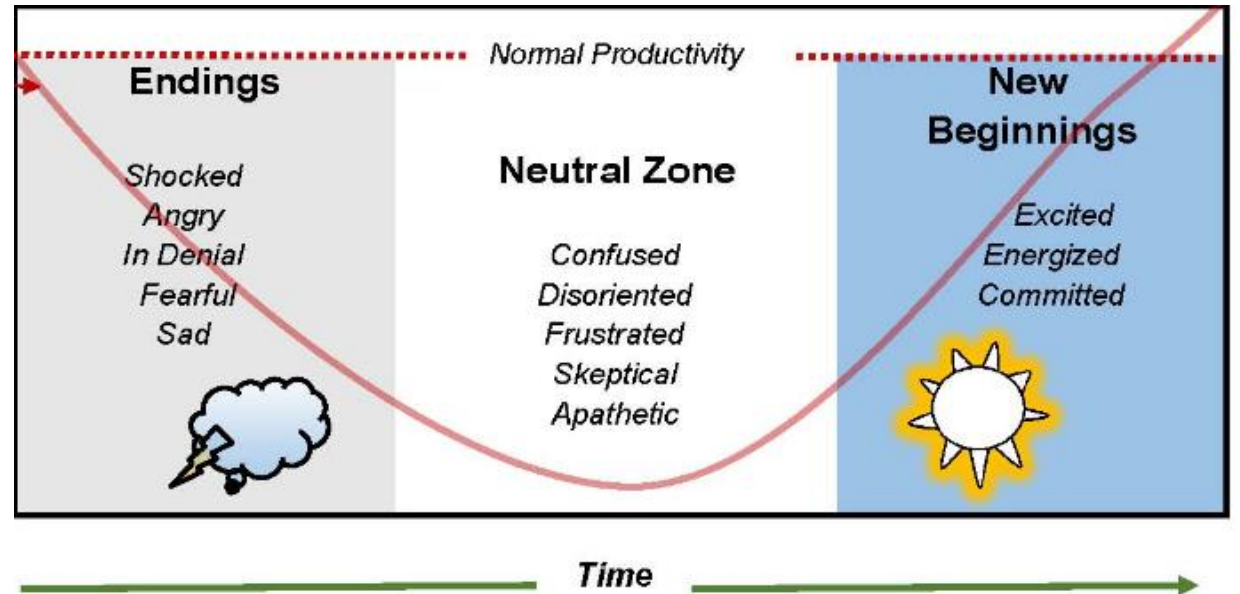 Normal Productivity
Endings
Shocked
Angry
In Denial
Fearful
Sad
Neutral Zone
Confused
Disoriented
Frustrated
Skeptical
Apathetic
New
Beginnings
Excited
Energized
Committed
Time